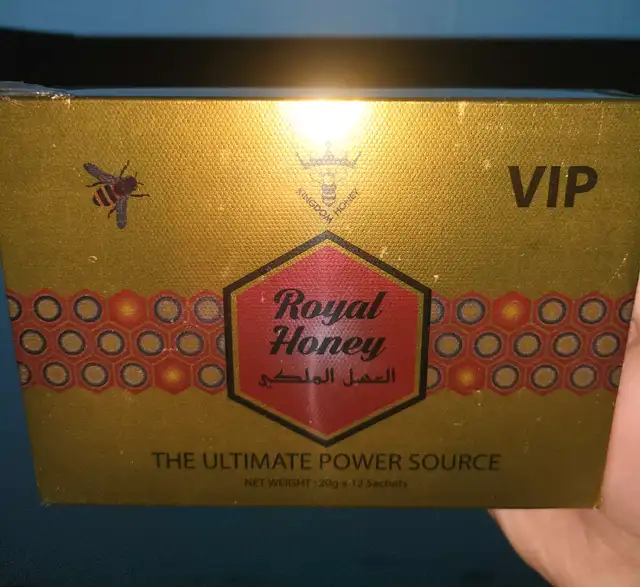 KINGDOM HONEY
VIP
Royal
Honey
العسل الملكي
THE ULTIMATE POWER SOURCE
NET WEIGHT : 20g x 12 Sachets